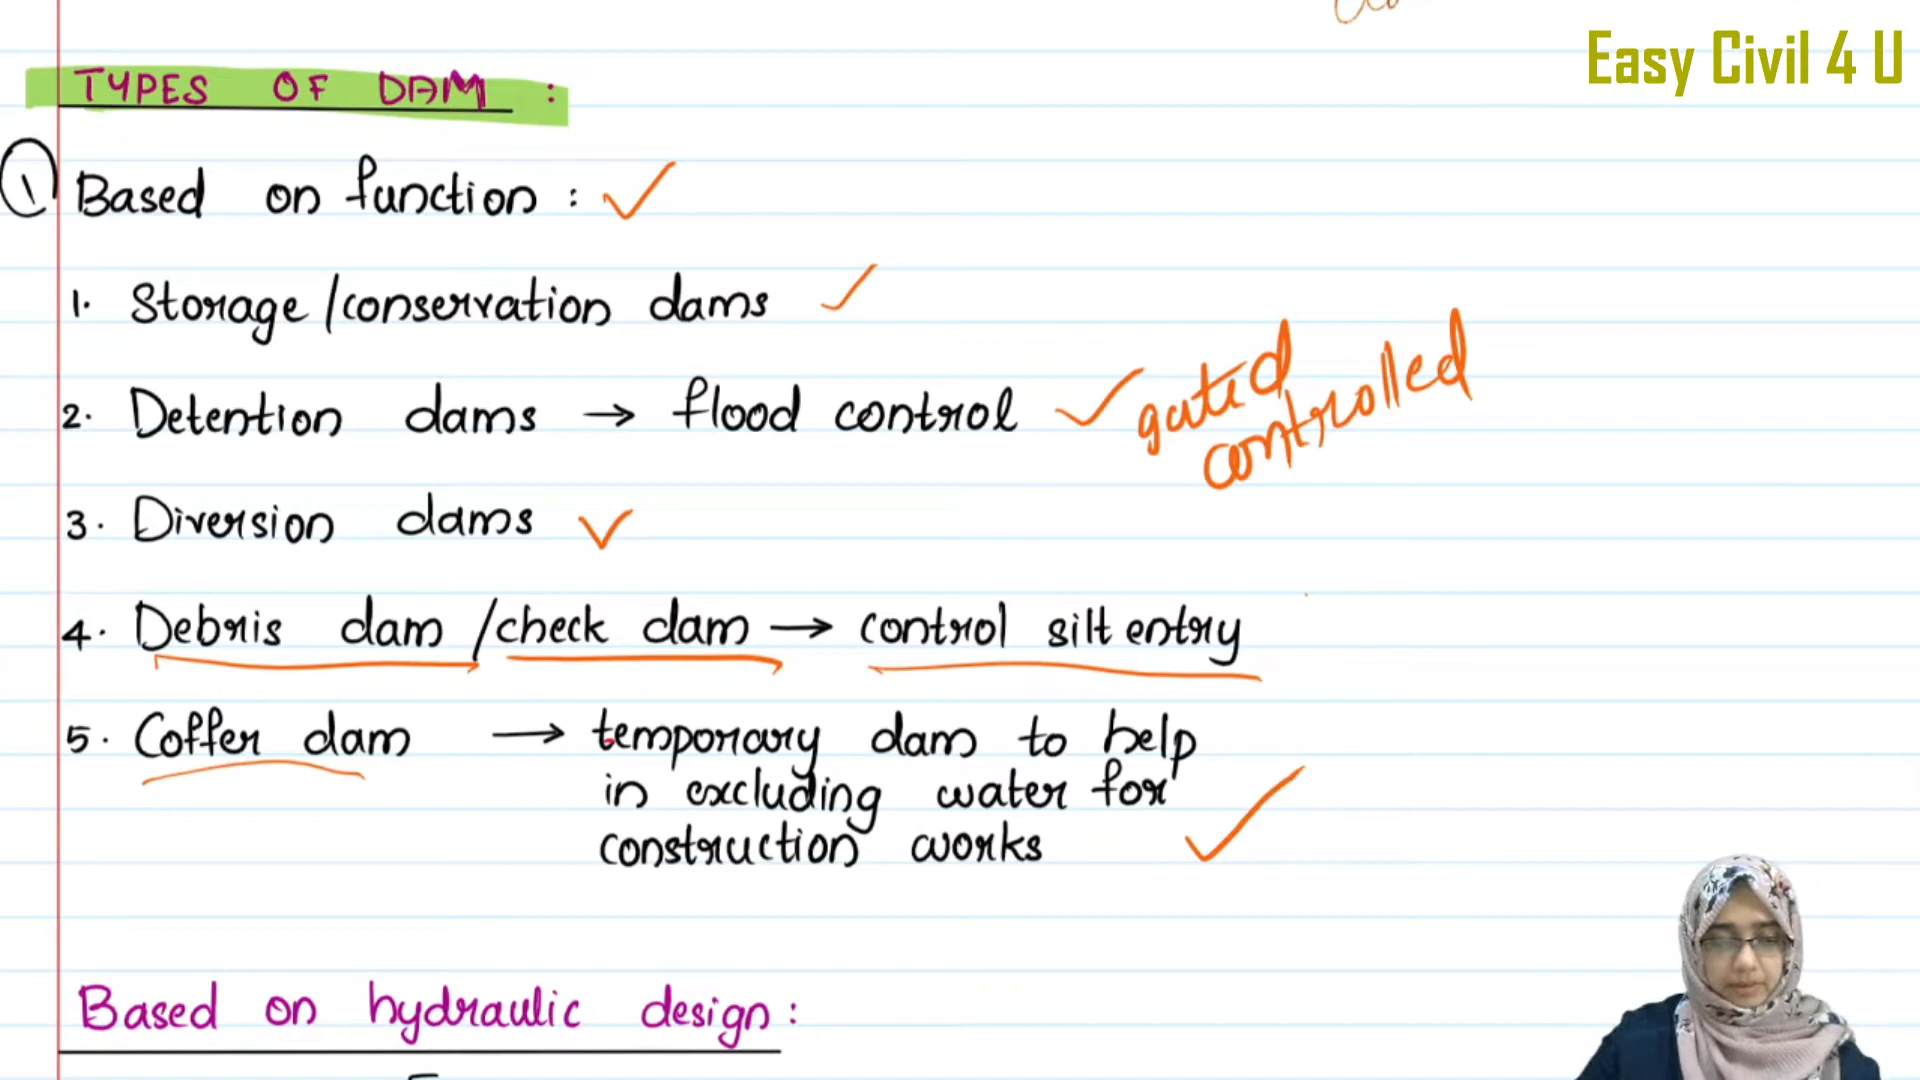 Easy Civil 4 U
TYPES OF DAM :
① Based on function :
1. Storage/conservation dams
2. Detention dams → flood control gated controlled
3. Diversion dams
4. Debris dam/check dam → control silt entry
5. Coffer dam → temporary dam to help
in excluding water for
construction works
Based on hydraulic design :